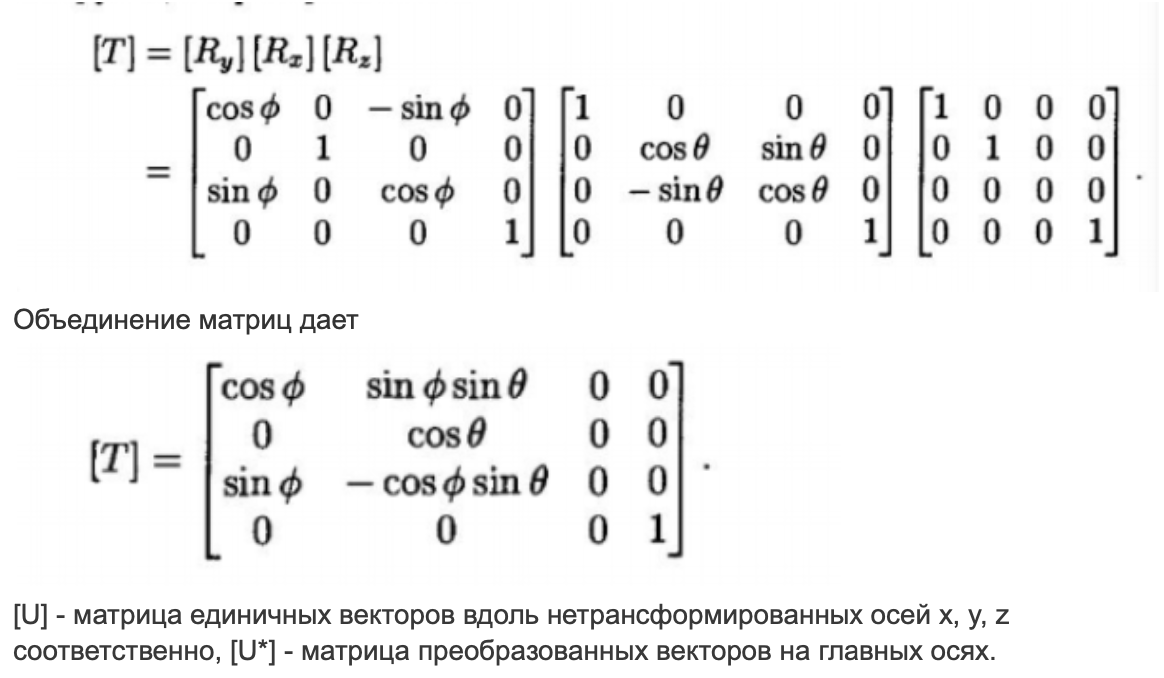 [T] = [R_y][R_x][R_z]
= [cos ϕ 0 − sin ϕ 0] [1 0 0 0] [1 0 0 0]
[0 1 0 0] [0 cos θ sin θ 0] [0 1 0 0]
[sin ϕ 0 cos ϕ 0] [0 − sin θ cos θ 0] [0 0 0 0]
[0 0 0 1] [0 0 0 1] [0 0 0 1] .
Объединение матриц дает
[T] = [cos ϕ sin ϕ sin θ 0 0]
[0 cos θ 0 0]
[sin ϕ − cos ϕ sin θ 0 0]
[0 0 0 1] .
[U] - матрица единичных векторов вдоль нетрансформированных осей x, y, z
соответственно, [U*] - матрица преобразованных векторов на главных осях.